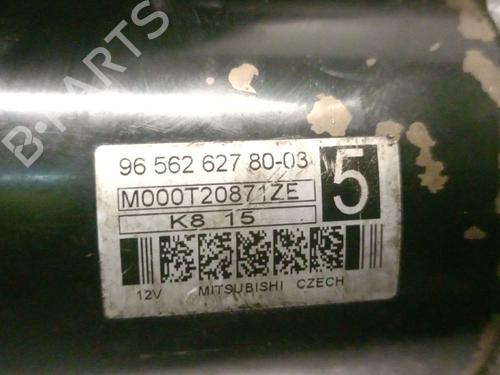 B-PARTS
96 562 627 80-03
5
M000T20871ZE
K8 15
12V MITSUBISHI CZECH